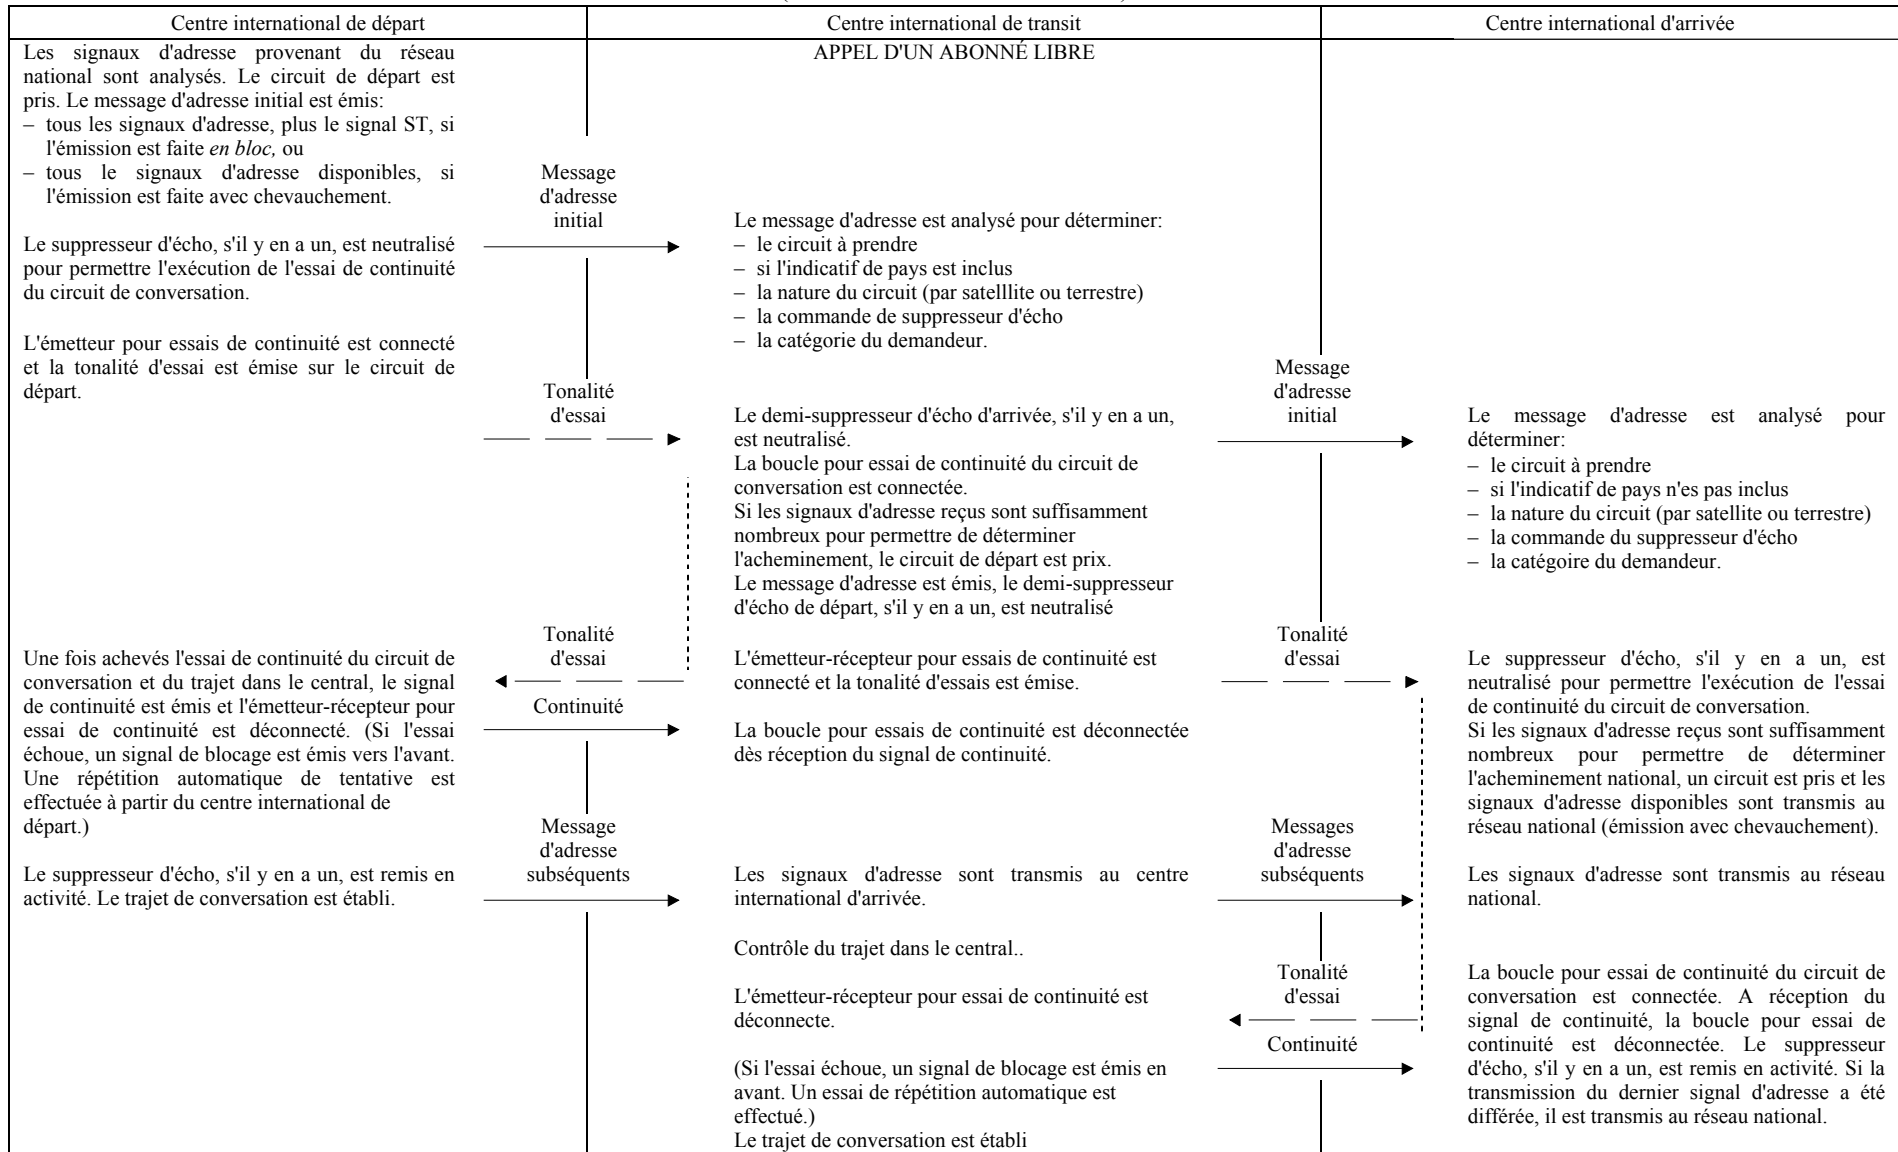 Centre international de départ
Centre international de transit
Centre international d'arrivée
APPEL D'UN ABONNÉ LIBRE
Les signaux d'adresse provenant du réseau
national sont analysés. Le circuit de départ est
pris. Le message d'adresse initial est émis:
– tous les signaux d'adresse, plus le signal ST, si
l'émission est faite en bloc, ou
– tous le signaux d'adresse disponibles, si
l'émission est faite avec chevauchement.
Le suppresseur d'écho, s'il y en a un, est neutralisé
pour permettre l'exécution de l'essai de continuité
du circuit de conversation.
L'émetteur pour essais de continuité est connecté
et la tonalité d'essai est émise sur le circuit de
départ.
Message
d'adresse
initial
Le message d'adresse est analysé pour déterminer:
– le circuit à prendre
– si l'indicatif de pays est inclus
– la nature du circuit (par satelllite ou terrestre)
– la commande de suppresseur d'écho
– la catégorie du demandeur.
Tonalité
d'essai
Le demi-suppresseur d'écho d'arrivée, s'il y en a un,
est neutralisé.
La boucle pour essai de continuité du circuit de
conversation est connectée.
Si les signaux d'adresse reçus sont suffisamment
nombreux pour permettre de déterminer
l'acheminement, le circuit de départ est prix.
Le message d'adresse est émis, le demi-suppresseur
d'écho de départ, s'il y en a un, est neutralisé
Message
d'adresse
initial
Le message d'adresse est analysé pour
déterminer:
– le circuit à prendre
– si l'indicatif de pays n'es pas inclus
– la nature du circuit (par satellite ou terrestre)
– la commande du suppresseur d'écho
– la catégoire du demandeur.
Une fois achevés l'essai de continuité du circuit de
conversation et du trajet dans le central, le signal
de continuité est émis et l'émetteur-récepteur pour
essai de continuité est déconnecté. (Si l'essai
échoue, un signal de blocage est émis vers l'avant.
Une répétition automatique de tentative est
effectuée à partir du centre international de
départ.)
Tonalité
d'essai
Continuité
L'émetteur-récepteur pour essais de continuité est
connecté et la tonalité d'essais est émise.
La boucle pour essais de continuité est déconnectée
dès réception du signal de continuité.
Tonalité
d'essai
Le suppresseur d'écho, s'il y en a un, est
neutralisé pour permettre l'exécution de l'essai
de continuité du circuit de conversation.
Si les signaux d'adresse reçus sont suffisamment
nombreux pour permettre de déterminer
l'acheminement national, un circuit est pris et les
signaux d'adresse disponibles sont transmis au
réseau national (émission avec chevauchement).
Le suppresseur d'écho, s'il y en a un, est remis en
activité. Le trajet de conversation est établi.
Message
d'adresse
subséquents
Les signaux d'adresse sont transmis au centre
international d'arrivée.
Messages
d'adresse
subséquents
Les signaux d'adresse sont transmis au réseau
national.
Contrôle du trajet dans le central..
L'émetteur-récepteur pour essai de continuité est
déconnecte.
(Si l'essai échoue, un signal de blocage est émis en
avant. Un essai de répétition automatique est
effectué.)
Le trajet de conversation est établi
Tonalité
d'essai
Continuité
La boucle pour essai de continuité du circuit de
conversation est connectée. A réception du
signal de continuité, la boucle pour essai de
continuité est déconnectée. Le suppresseur
d'écho, s'il y en a un, est remis en activité. Si la
transmission du dernier signal d'adresse a été
différée, il est transmis au réseau national.